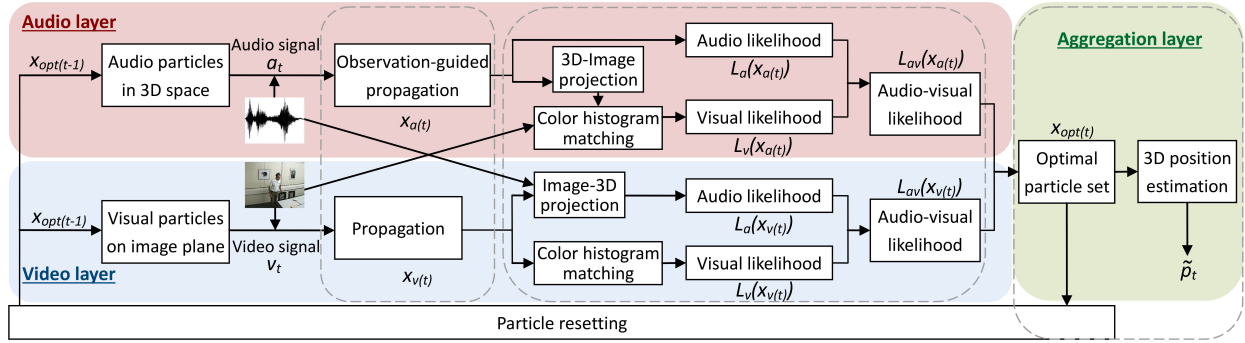 Audio layer
x_opt(t-1)
Audio particles
in 3D space
Audio signal
a_t
Observation-guided
propagation
x_a(t)
3D-Image
projection
Color histogram
matching
Audio likelihood
L_a(x_a(t))
Visual likelihood
L_v(x_a(t))
L_av(x_a(t))
Audio-visual
likelihood
Video layer
x_opt(t-1)
Visual particles
on image plane
Video signal
v_t
Propagation
x_v(t)
Image-3D
projection
Color histogram
matching
Audio likelihood
L_a(x_v(t))
Visual likelihood
L_v(x_v(t))
L_av(x_v(t))
Audio-visual
likelihood
Aggregation layer
x_opt(t)
Optimal
particle set
3D position
estimation
p̃_t
Particle resetting